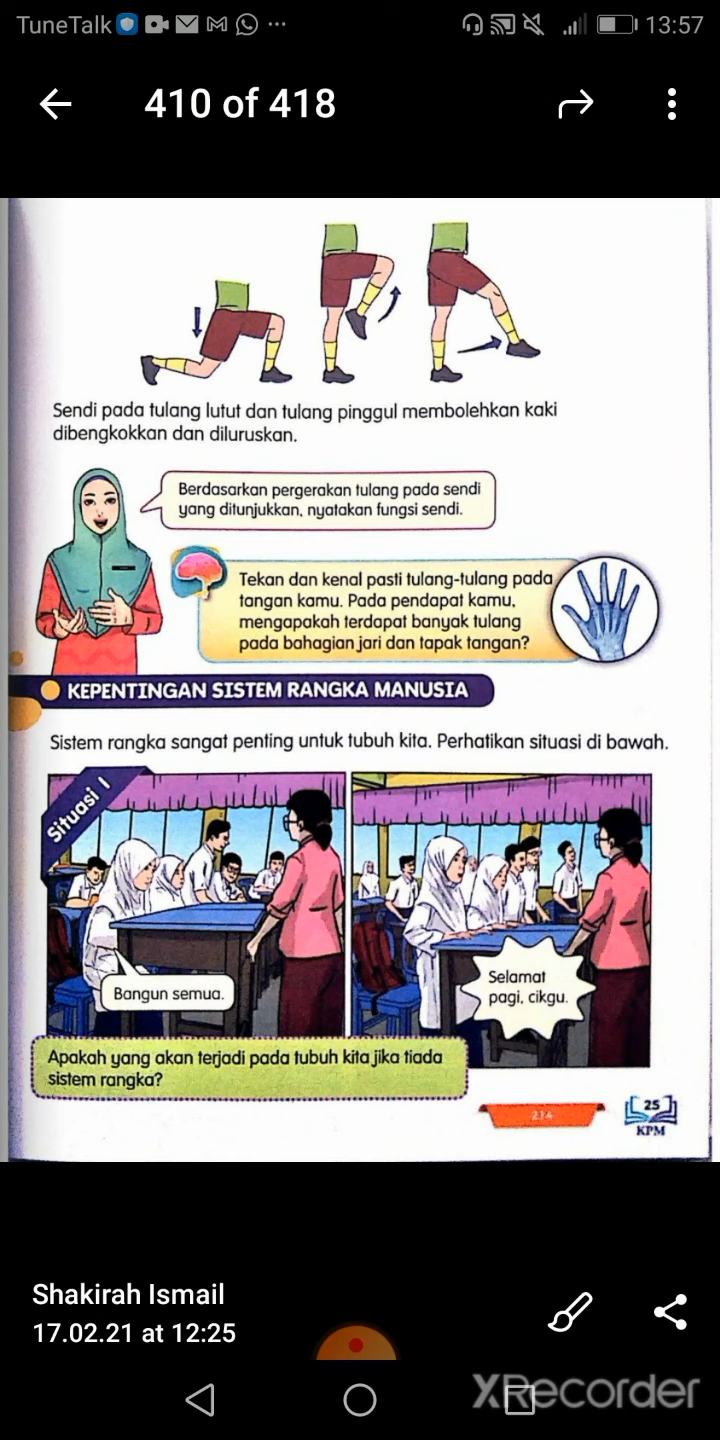 TuneTalk
13:57
410 of 418
Sendi pada tulang lutut dan tulang pinggul membolehkan kaki
dibengkokkan dan diluruskan.
Berdasarkan pergerakan tulang pada sendi
yang ditunjukkan, nyatakan fungsi sendi.
Tekan dan kenal pasti tulang-tulang pada
tangan kamu. Pada pendapat kamu,
mengapakah terdapat banyak tulang
pada bahagian jari dan tapak tangan?
KEPENTINGAN SISTEM RANGKA MANUSIA
Sistem rangka sangat penting untuk tubuh kita. Perhatikan situasi di bawah.
Situasi 1
Bangun semua.
Selamat
pagi, cikgu.
Apakah yang akan terjadi pada tubuh kita jika tiada
sistem rangka?
2.1.4
25
KPM
Shakirah Ismail
17.02.21 at 12:25
XRecorder